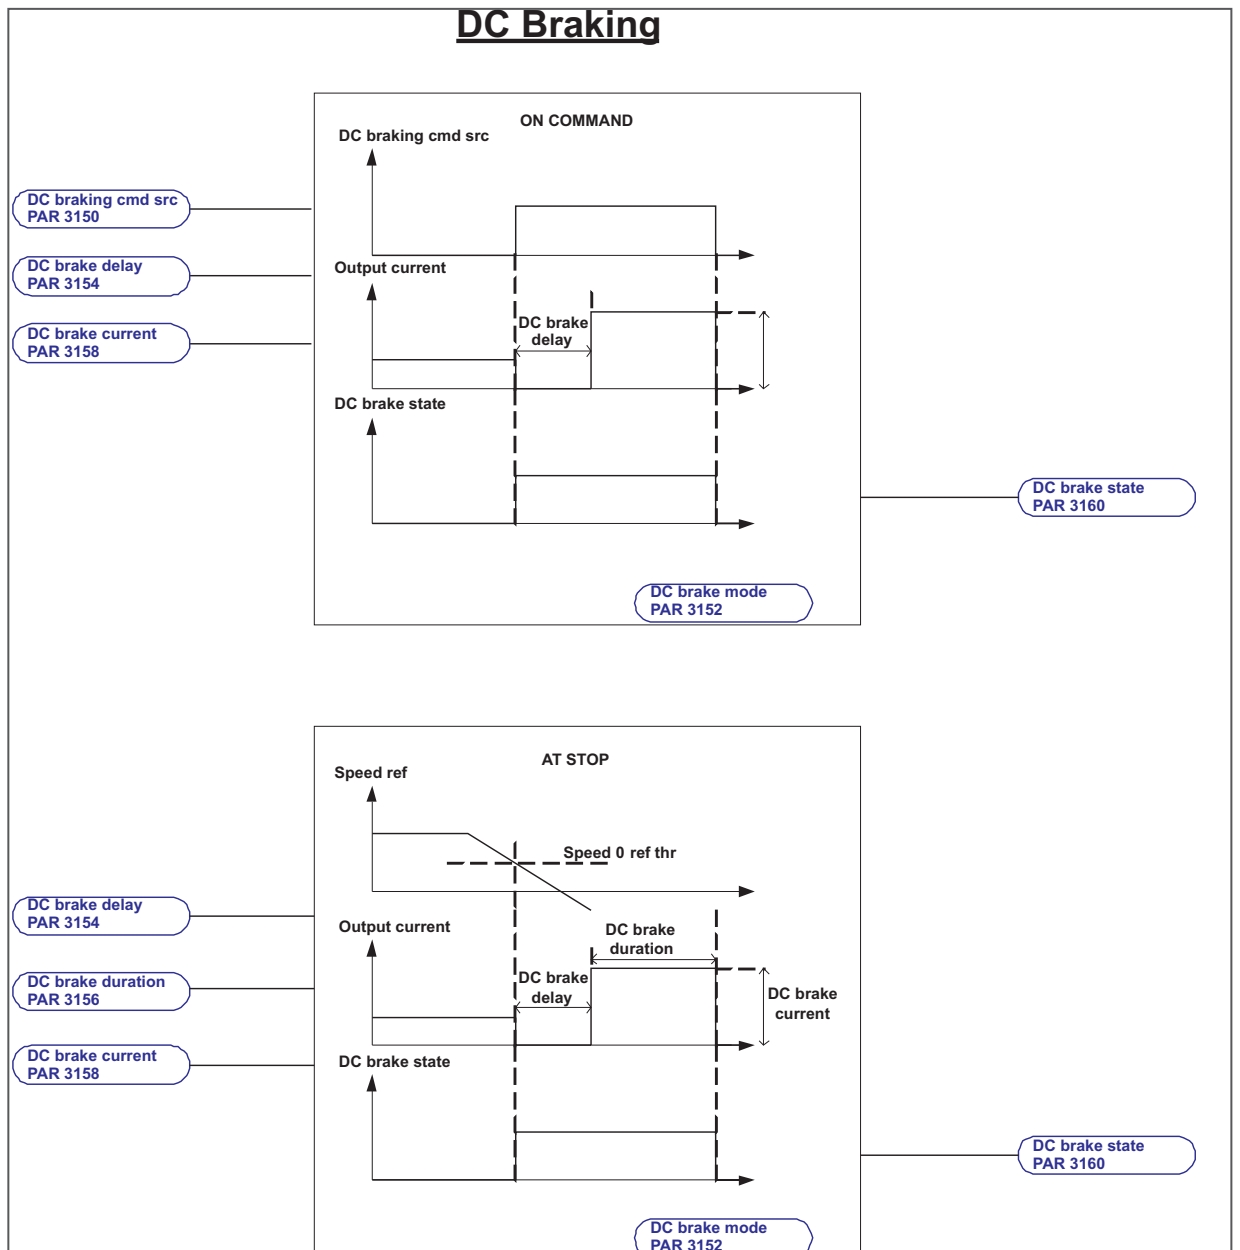 DC Braking
ON COMMAND
DC braking cmd src
DC braking cmd src
PAR 3150
DC brake delay
PAR 3154
Output current
DC brake current
PAR 3158
DC brake
delay
DC brake state
DC brake state
PAR 3160
DC brake mode
PAR 3152
AT STOP
Speed ref
Speed 0 ref thr
DC brake delay
PAR 3154
Output current
DC brake
duration
DC brake duration
PAR 3156
DC brake
delay
DC brake
current
DC brake current
PAR 3158
DC brake state
DC brake state
PAR 3160
DC brake mode
PAR 3152